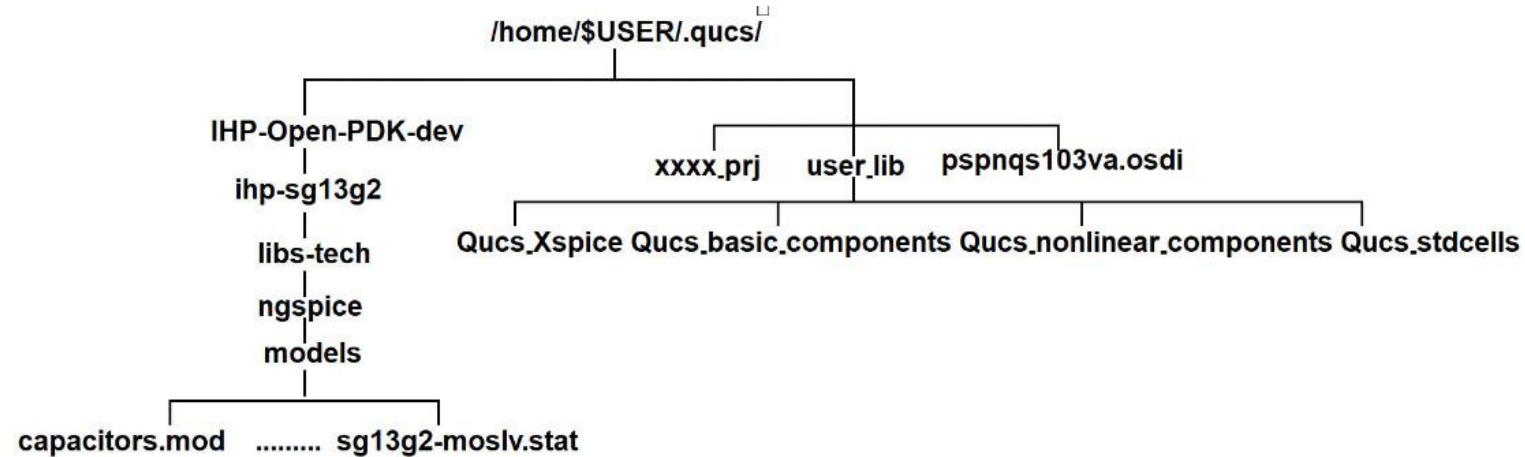 /home/$USER/.qucs/
IHP-Open-PDK-dev
xxxx_prj user_lib pspnqs103va.osdi
ihp-sg13g2
Qucs_Xspice Qucs_basic_components Qucs_nonlinear_components Qucs_stdcells
libs-tech
ngspice
models
capacitors.mod ......... sg13g2-moslv.stat